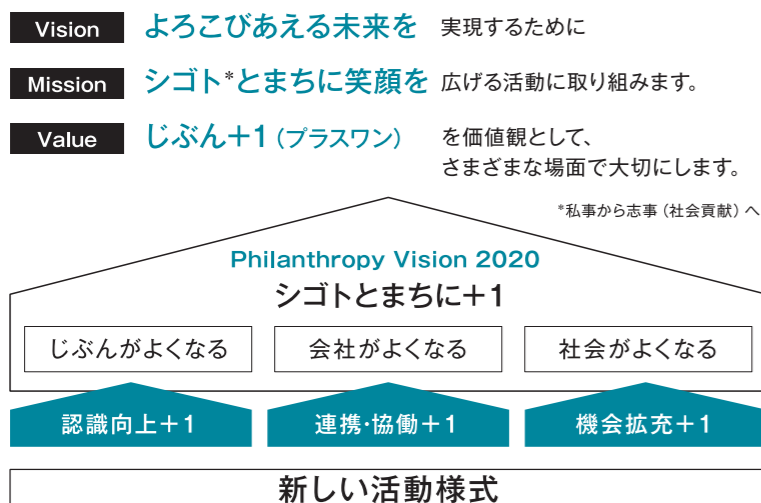 Vision よろこびあえる未来を 実現するために
Mission シゴト*とまちに笑顔を 広げる活動に取り組みます。
Value じぶん+1(プラスワン) を価値観として、
さまざまな場面で大切にします。
*私事から志事(社会貢献)へ
Philanthropy Vision 2020
シゴトとまちに+1
じぶんがよくなる 会社がよくなる 社会がよくなる
認識向上+1 連携・協働+1 機会拡充+1
新しい活動様式